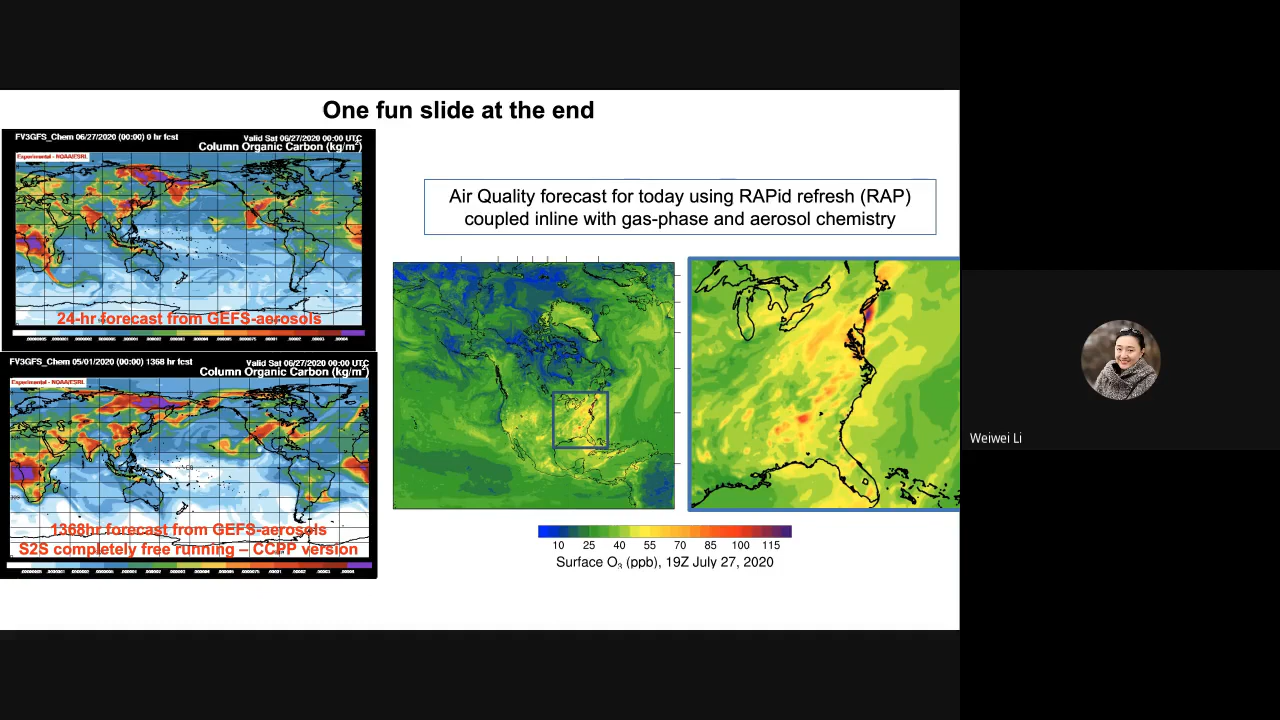 One fun slide at the end
FV3GFS_Chem 06/27/2020 (00:00) 0 hr fcst
Valid Sat 06/27/2020 00:00 UTC
Column Organic Carbon (kg/m²)
Experimental - NOAA/ESRL
24-hr forecast from GEFS-aerosols
FV3GFS_Chem 05/01/2020 (00:00) 1368 hr fcst
Valid Sat 06/27/2020 00:00 UTC
Column Organic Carbon (kg/m²)
Experimental - NOAA/ESRL
1368hr forecast from GEFS-aerosols
S2S completely free running – CCPP version
Air Quality forecast for today using RAPid refresh (RAP)
coupled inline with gas-phase and aerosol chemistry
10 25 40 55 70 85 100 115
Surface O₃ (ppb), 19Z July 27, 2020
Weiwei Li